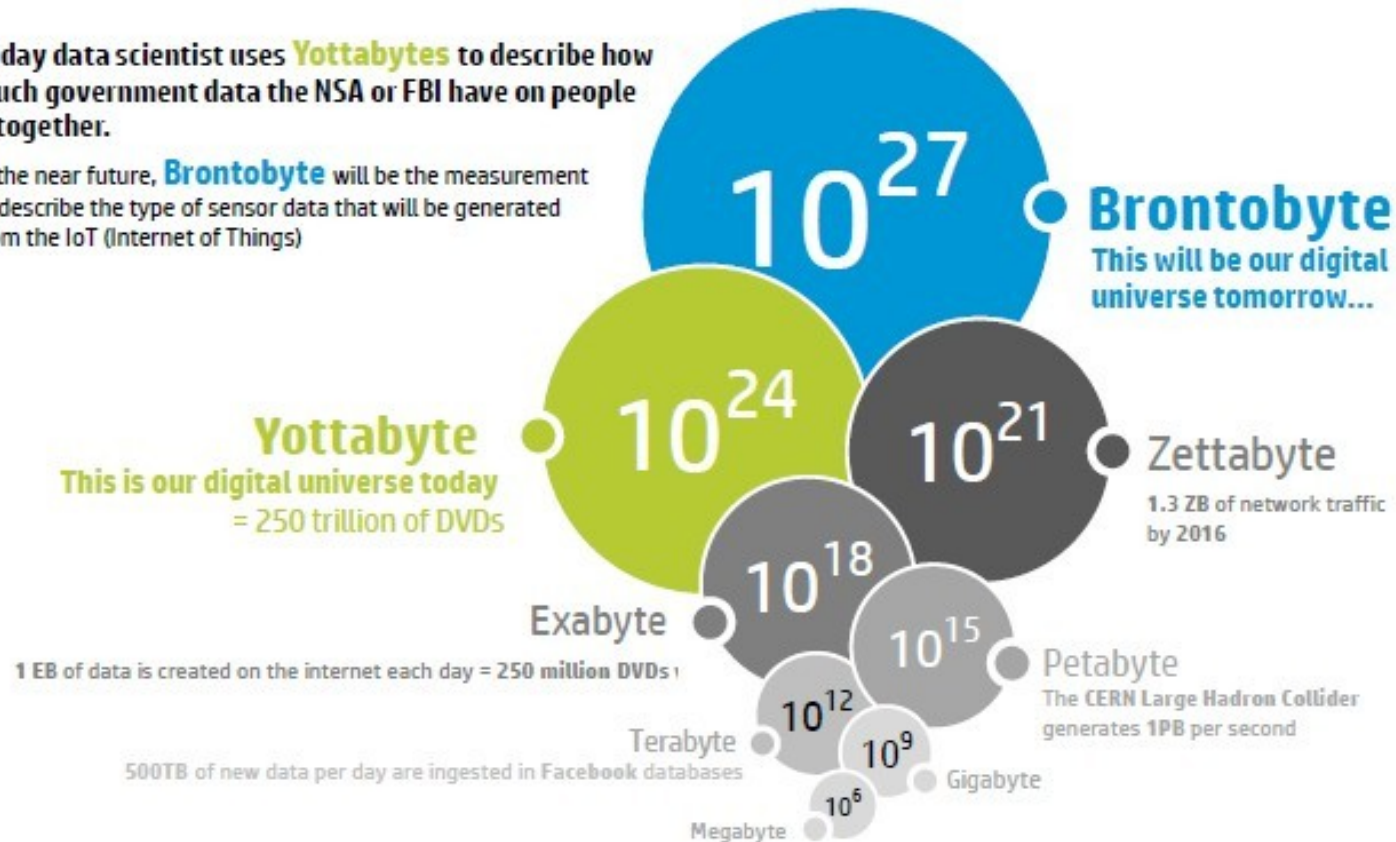 day data scientist uses Yottabytes to describe how
uch government data the NSA or FBI have on people
together.
the near future, Brontobyte will be the measurement
describe the type of sensor data that will be generated
om the IoT (Internet of Things)
10^27
Brontobyte
This will be our digital
universe tomorrow...
10^24
Yottabyte
This is our digital universe today
= 250 trillion of DVDs
10^21
Zettabyte
1.3 ZB of network traffic
by 2016
10^18
Exabyte
1 EB of data is created on the internet each day = 250 million DVDs
10^15
Petabyte
The CERN Large Hadron Collider
generates 1PB per second
10^12
Terabyte
500TB of new data per day are ingested in Facebook databases
10^9
Gigabyte
10^6
Megabyte